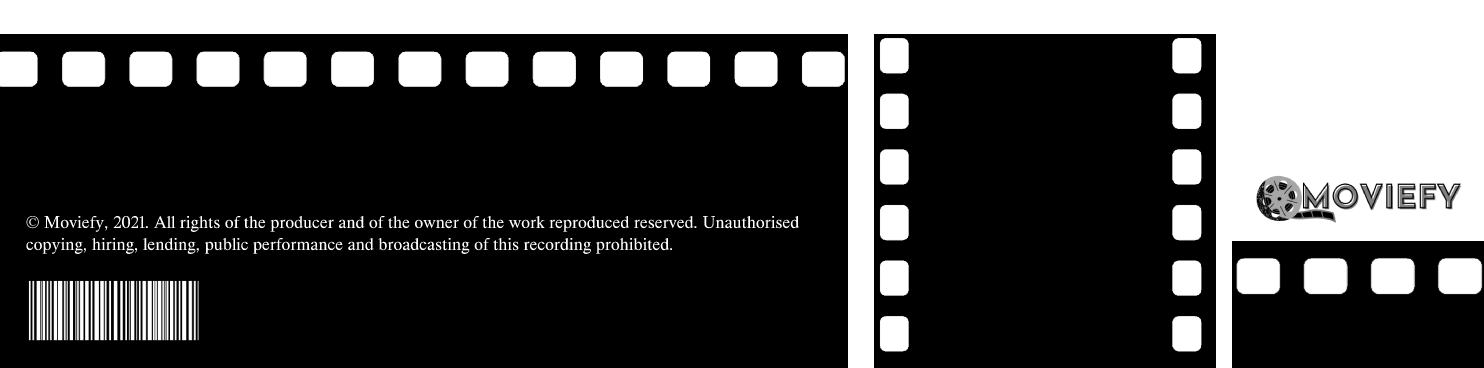 © Moviefy, 2021. All rights of the producer and of the owner of the work reproduced reserved. Unauthorised
copying, hiring, lending, public performance and broadcasting of this recording prohibited.
MOVIEFY